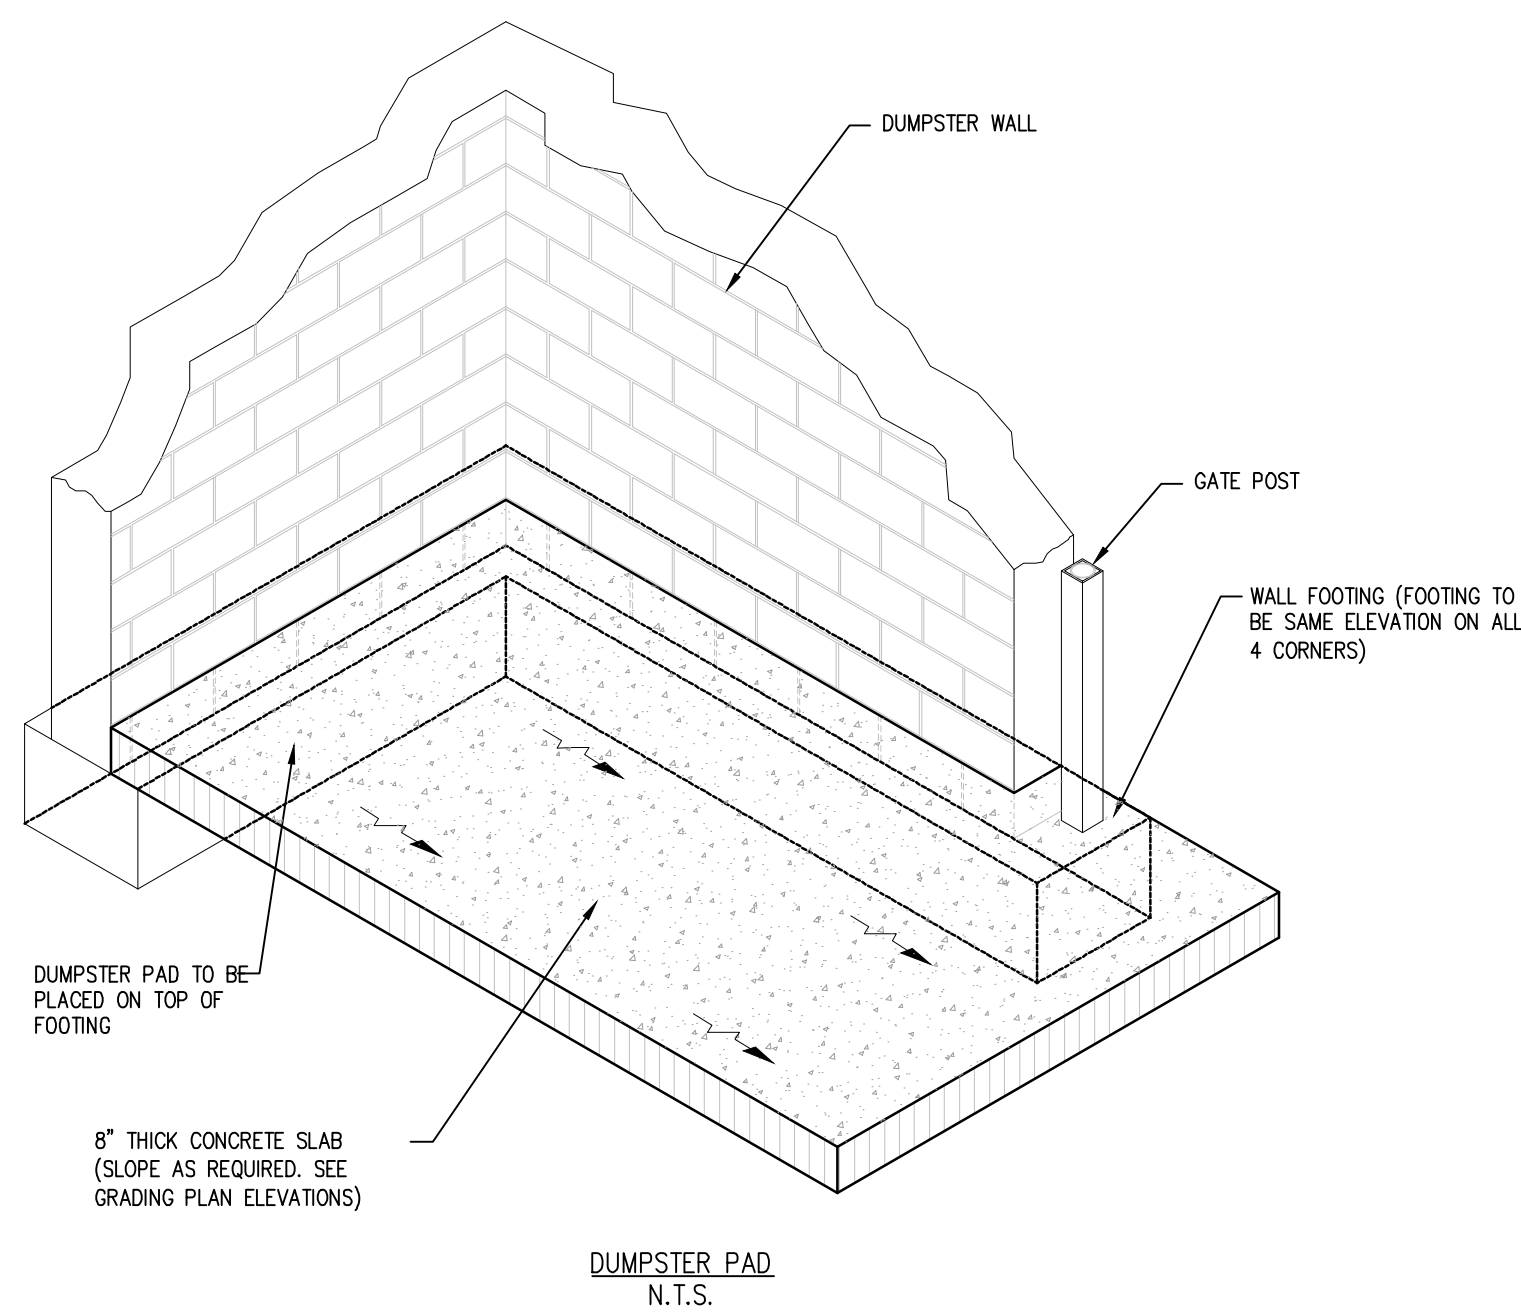 DUMPSTER WALL
GATE POST
WALL FOOTING (FOOTING TO
BE SAME ELEVATION ON ALL
4 CORNERS)
DUMPSTER PAD TO BE
PLACED ON TOP OF
FOOTING
8" THICK CONCRETE SLAB
(SLOPE AS REQUIRED. SEE
GRADING PLAN ELEVATIONS)
DUMPSTER PAD
N.T.S.